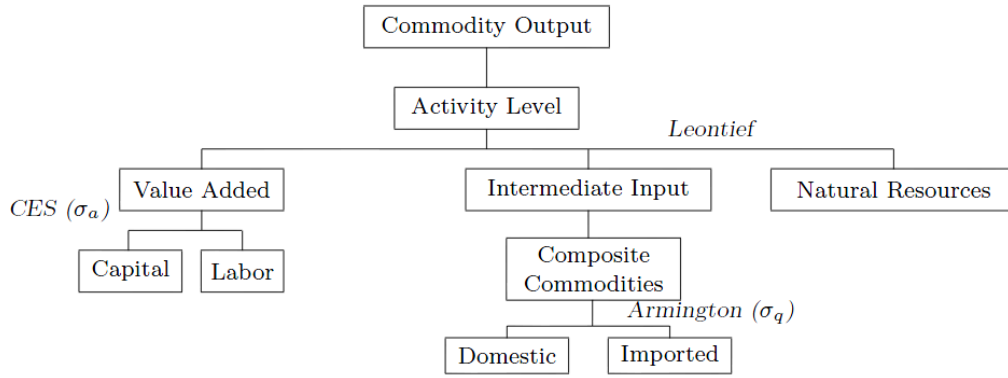 Commodity Output
Activity Level
Leontief
Value Added
Intermediate Input
Natural Resources
CES (σₐ)
Capital
Labor
Composite
Commodities
Armington (σ_q)
Domestic
Imported